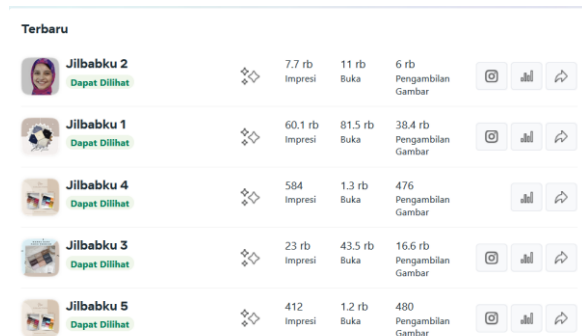 Terbaru
Jilbabku 2
Dapat Dilihat
7.7 rb
Impresi
11 rb
Buka
6 rb
Pengambilan
Gambar
Jilbabku 1
Dapat Dilihat
60.1 rb
Impresi
81.5 rb
Buka
38.4 rb
Pengambilan
Gambar
Jilbabku 4
Dapat Dilihat
584
Impresi
1.3 rb
Buka
476
Pengambilan
Gambar
Jilbabku 3
Dapat Dilihat
23 rb
Impresi
43.5 rb
Buka
16.6 rb
Pengambilan
Gambar
Jilbabku 5
Dapat Dilihat
412
Impresi
1.2 rb
Buka
480
Pengambilan
Gambar